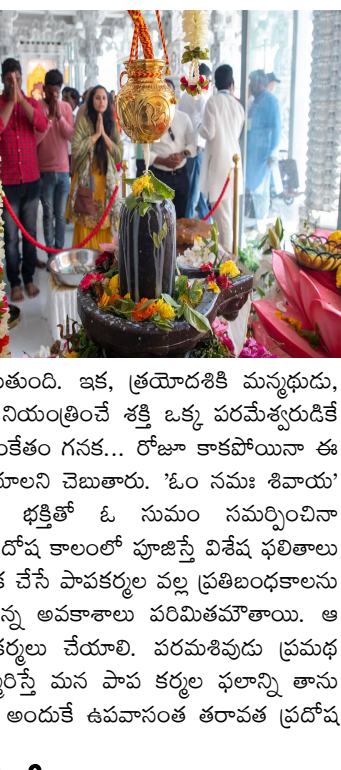 తుంది. ఇక, త్రయోదశికి మన్మథుడు,
నియంత్రించే శక్తి ఒక్క పరమేశ్వరుడికే
కేతం గనక... రోజూ కాకపోయినా ఈ
లని చెబుతారు. 'ఓం నమః శివాయ'
భక్తితో ఓ సుమం సమర్పించినా
దోష కాలంలో పూజిస్తే విశేష ఫలితాలు
చేసే పాపకర్మల వల్ల ప్రతిబంధకాలను
న్న అవకాశాలు పరిమితమౌతాయి. ఆ
కర్మలు చేయాలి. పరమశివుడు ప్రమథ
రిస్తే మన పాప కర్మల ఫలాన్ని తాను
అందుకే ఉపవాసంత తరావత ప్రదోష